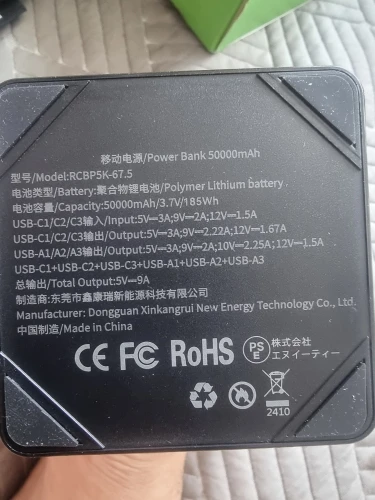 移动电源/Power Bank 50000mAh
型号/Model:RCBP5K-67.5
电池类型/Battery:聚合物锂电池/Polymer Lithium battery
电池容量/Capacity:50000mAh/3.7V/185Wh
USB-C1/C2/C3输入/Input:5V⎓3A;9V⎓2A;12V⎓1.5A
USB-C1/C2/C3输出/Output:5V⎓3A;9V⎓2.22A;12V⎓1.67A
USB-A1/A2/A3输出/Output:5V⎓3A;9V⎓2A;10V⎓2.25A;12V⎓1.5A
USB-C1+USB-C2+USB-C3+USB-A1+USB-A2+USB-A3
总输出/Total Output:5V⎓9A
制造商:东莞市鑫康瑞新能源科技有限公司
Manufacturer: Dongguan Xinkangrui New Energy Technology Co., Ltd.
中国制造/Made in China
CE FC RoHS PSE 株式会社
エヌイーティー
2410